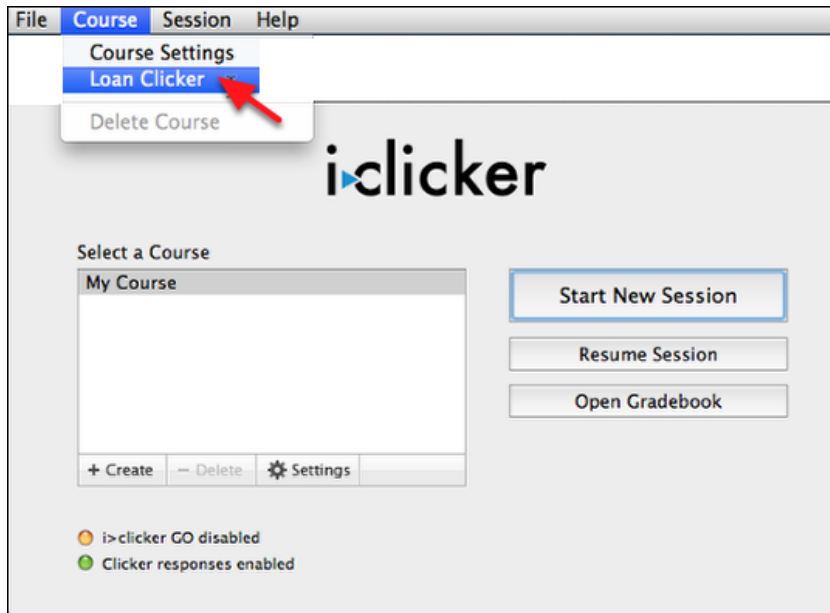 File Course Session Help
Course Settings
Loan Clicker
Delete Course
i clicker
Select a Course
My Course
Start New Session
Resume Session
Open Gradebook
+ Create - Delete Settings
i>clicker GO disabled
Clicker responses enabled